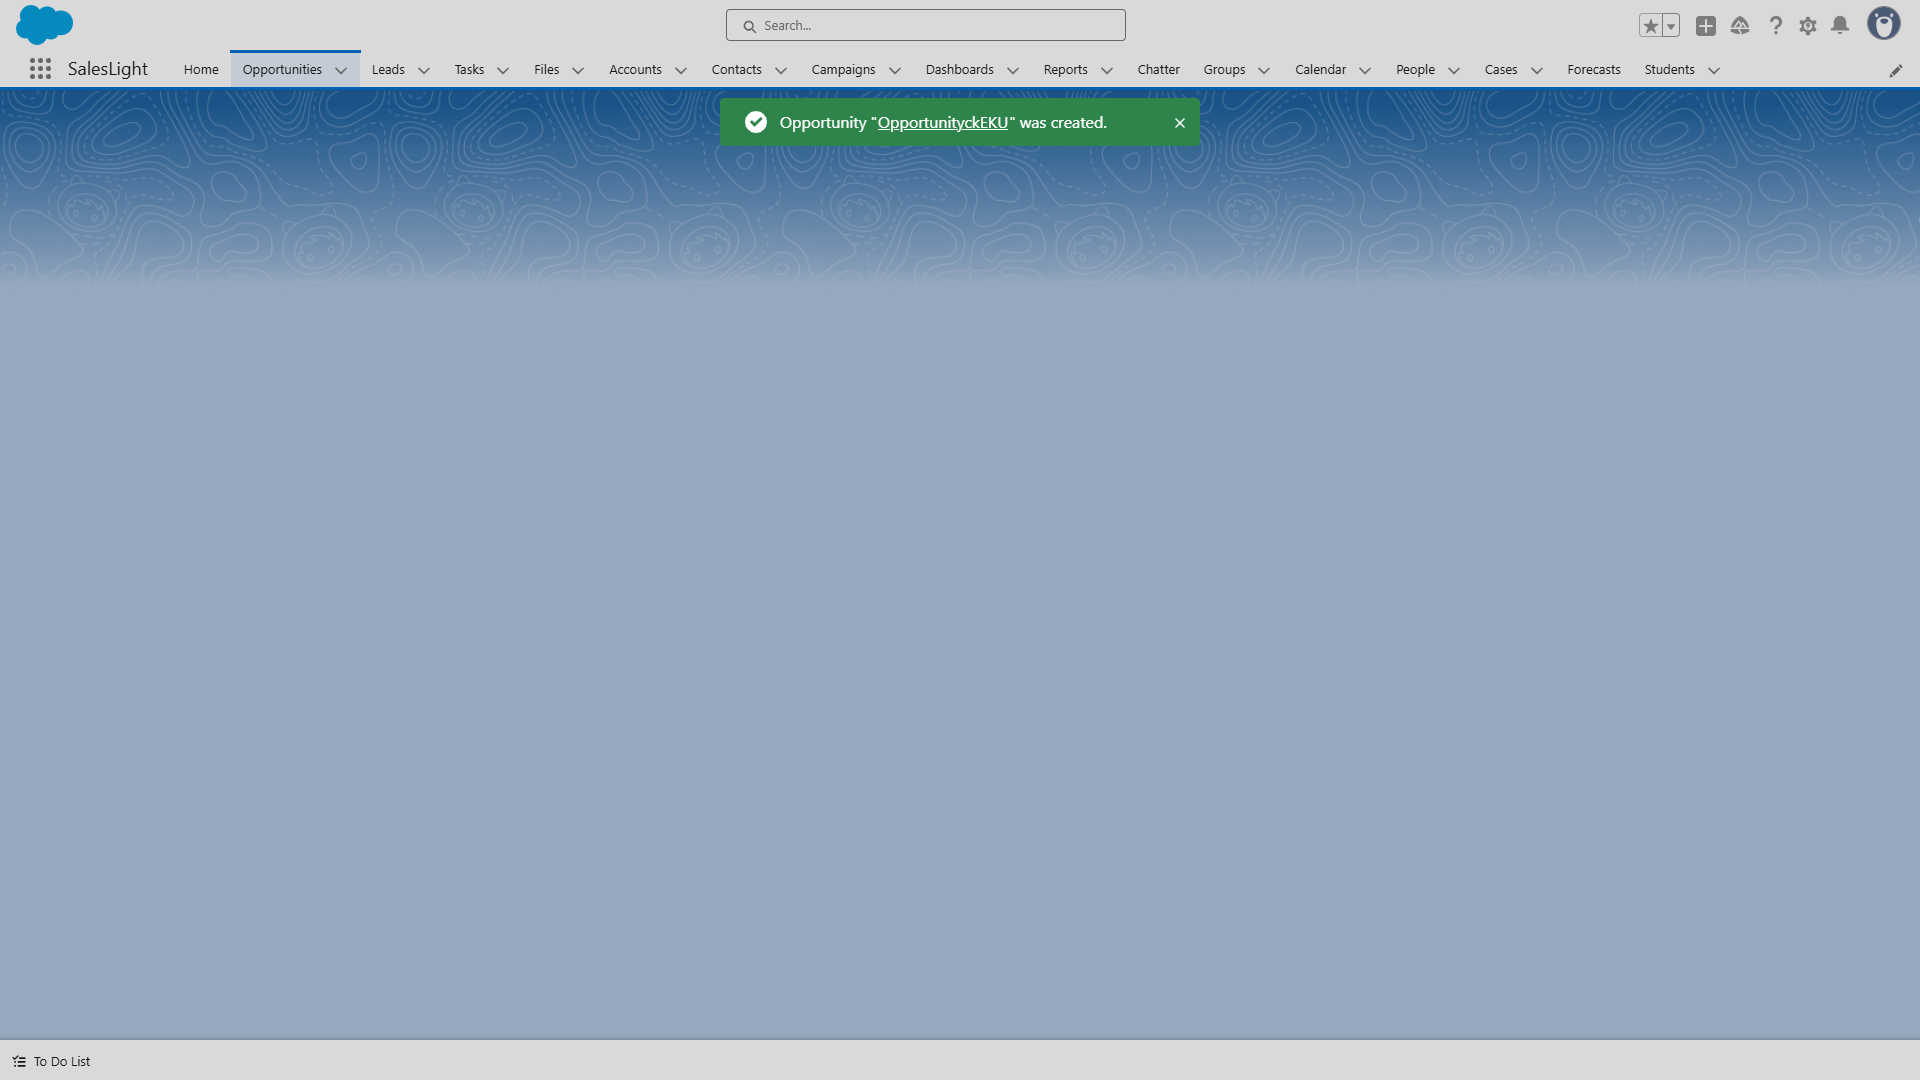 Search...
SalesLight
Home
Opportunities
Leads
Tasks
Files
Accounts
Contacts
Campaigns
Dashboards
Reports
Chatter
Groups
Calendar
People
Cases
Forecasts
Students
Opportunity "OpportunityckEKU" was created.
To Do List